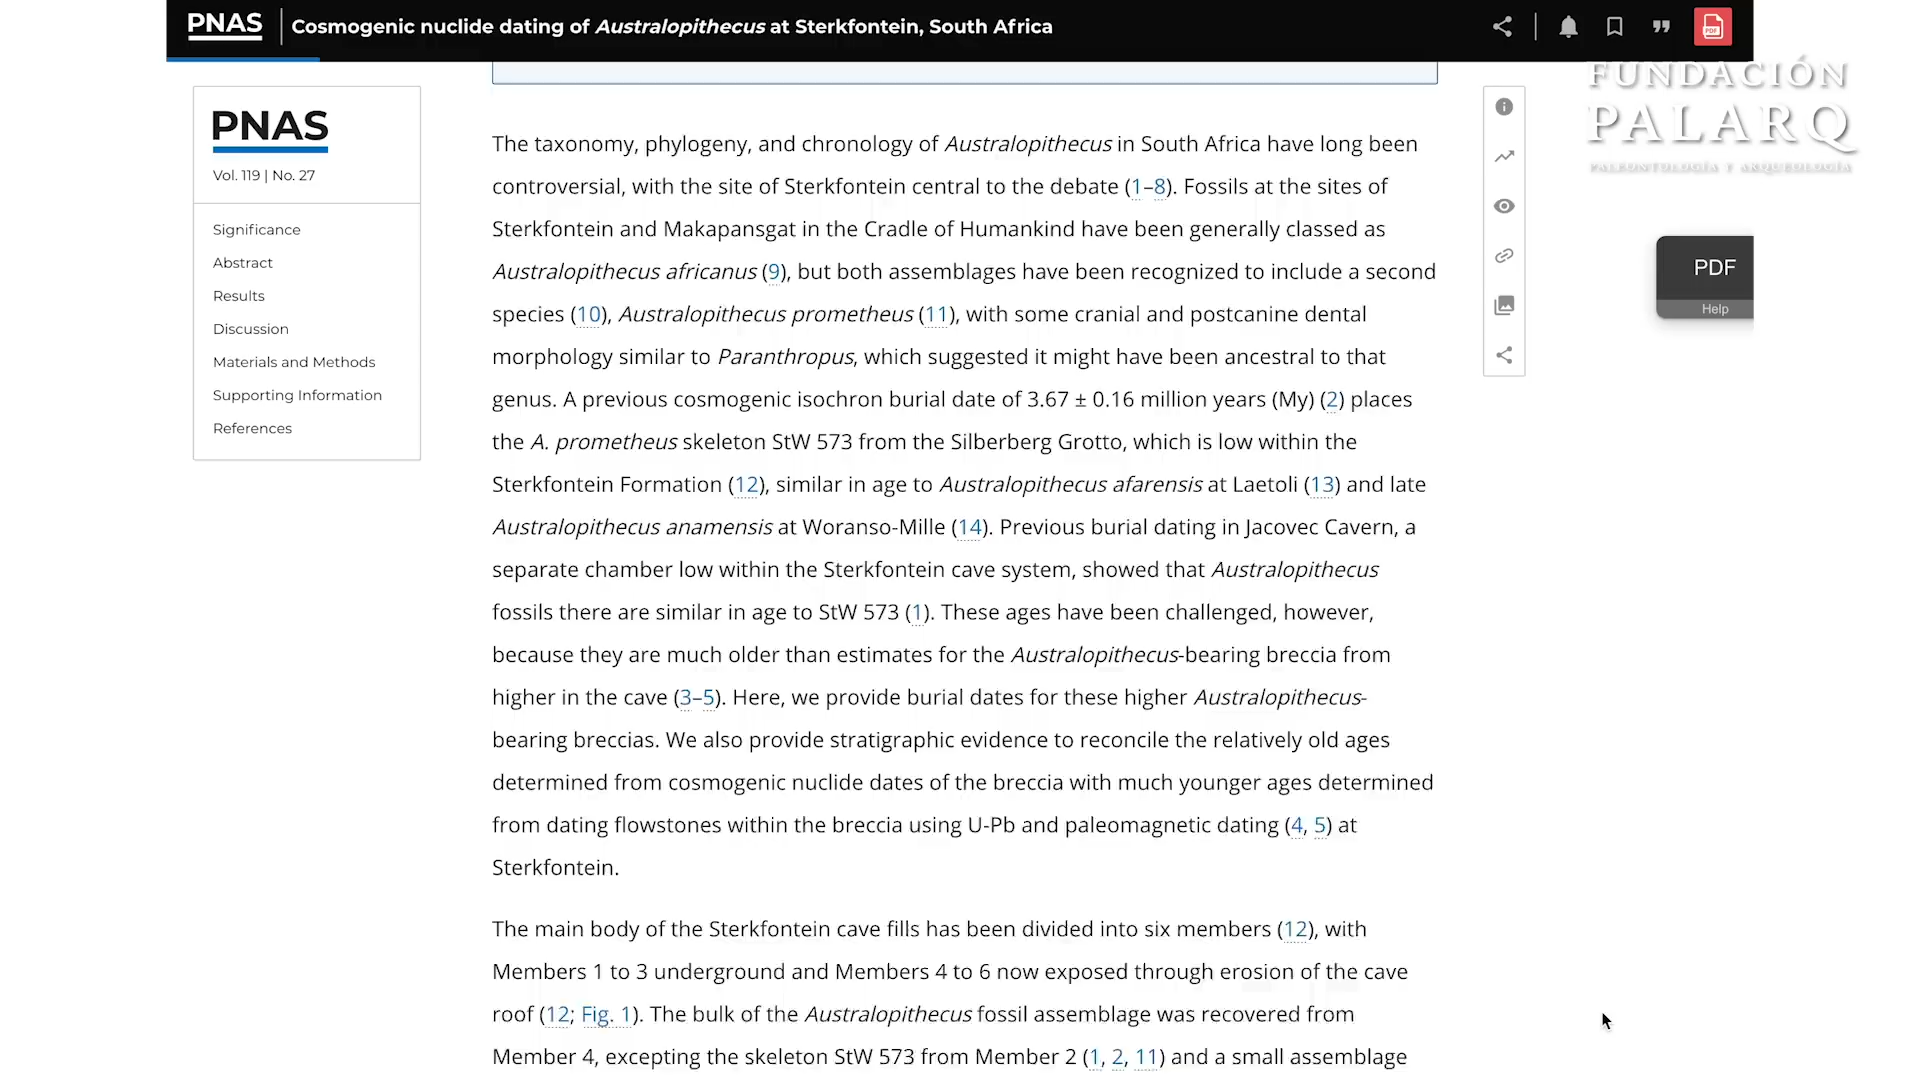 PNAS
Cosmogenic nuclide dating of Australopithecus at Sterkfontein, South Africa
PDF
FUNDACIÓN
PALARQ
PALEONTOLOGÍA Y ARQUEOLOGÍA
PNAS
Vol. 119 | No. 27
Significance
Abstract
Results
Discussion
Materials and Methods
Supporting Information
References
The taxonomy, phylogeny, and chronology of Australopithecus in South Africa have long been
controversial, with the site of Sterkfontein central to the debate (1–8). Fossils at the sites of
Sterkfontein and Makapansgat in the Cradle of Humankind have been generally classed as
Australopithecus africanus (9), but both assemblages have been recognized to include a second
species (10), Australopithecus prometheus (11), with some cranial and postcanine dental
morphology similar to Paranthropus, which suggested it might have been ancestral to that
genus. A previous cosmogenic isochron burial date of 3.67 ± 0.16 million years (My) (2) places
the A. prometheus skeleton StW 573 from the Silberberg Grotto, which is low within the
Sterkfontein Formation (12), similar in age to Australopithecus afarensis at Laetoli (13) and late
Australopithecus anamensis at Woranso-Mille (14). Previous burial dating in Jacovec Cavern, a
separate chamber low within the Sterkfontein cave system, showed that Australopithecus
fossils there are similar in age to StW 573 (1). These ages have been challenged, however,
because they are much older than estimates for the Australopithecus-bearing breccia from
higher in the cave (3–5). Here, we provide burial dates for these higher Australopithecus-
bearing breccias. We also provide stratigraphic evidence to reconcile the relatively old ages
determined from cosmogenic nuclide dates of the breccia with much younger ages determined
from dating flowstones within the breccia using U-Pb and paleomagnetic dating (4, 5) at
Sterkfontein.
The main body of the Sterkfontein cave fills has been divided into six members (12), with
Members 1 to 3 underground and Members 4 to 6 now exposed through erosion of the cave
roof (12; Fig. 1). The bulk of the Australopithecus fossil assemblage was recovered from
Member 4, excepting the skeleton StW 573 from Member 2 (1, 2, 11) and a small assemblage
PDF
Help